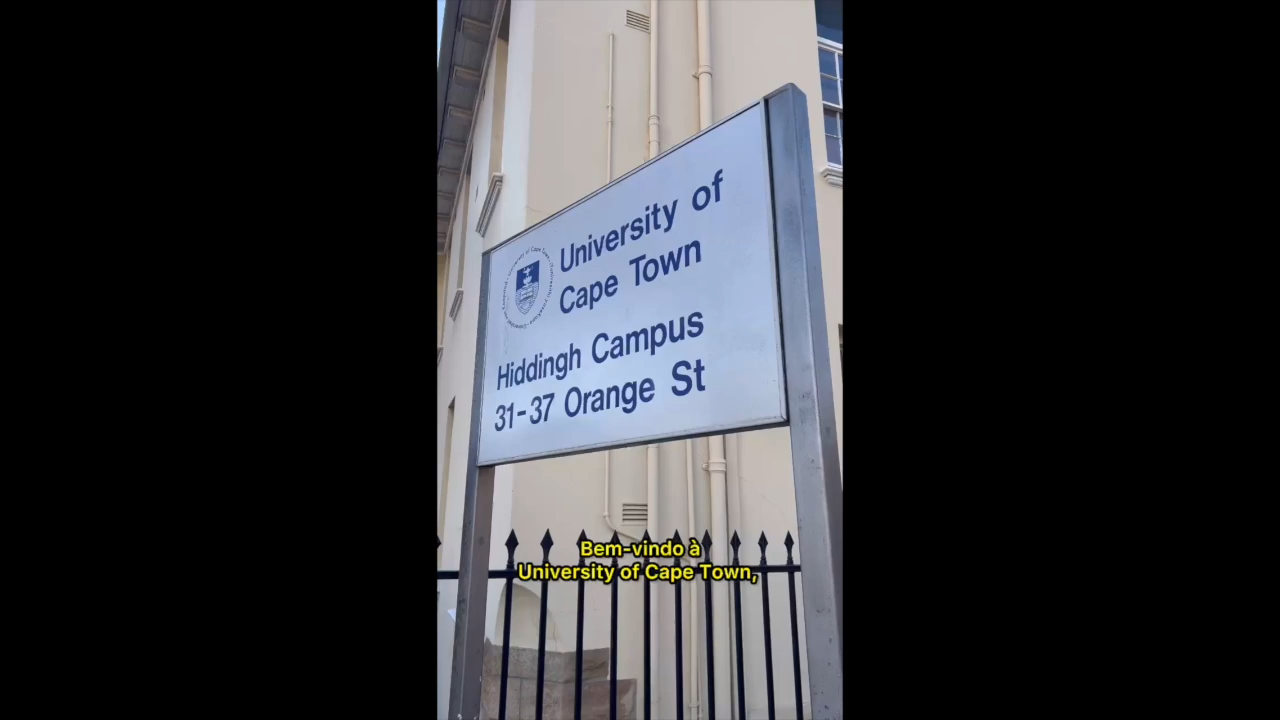 University of
Cape Town
Hiddingh Campus
31-37 Orange St
Bem-vindo à
University of Cape Town,